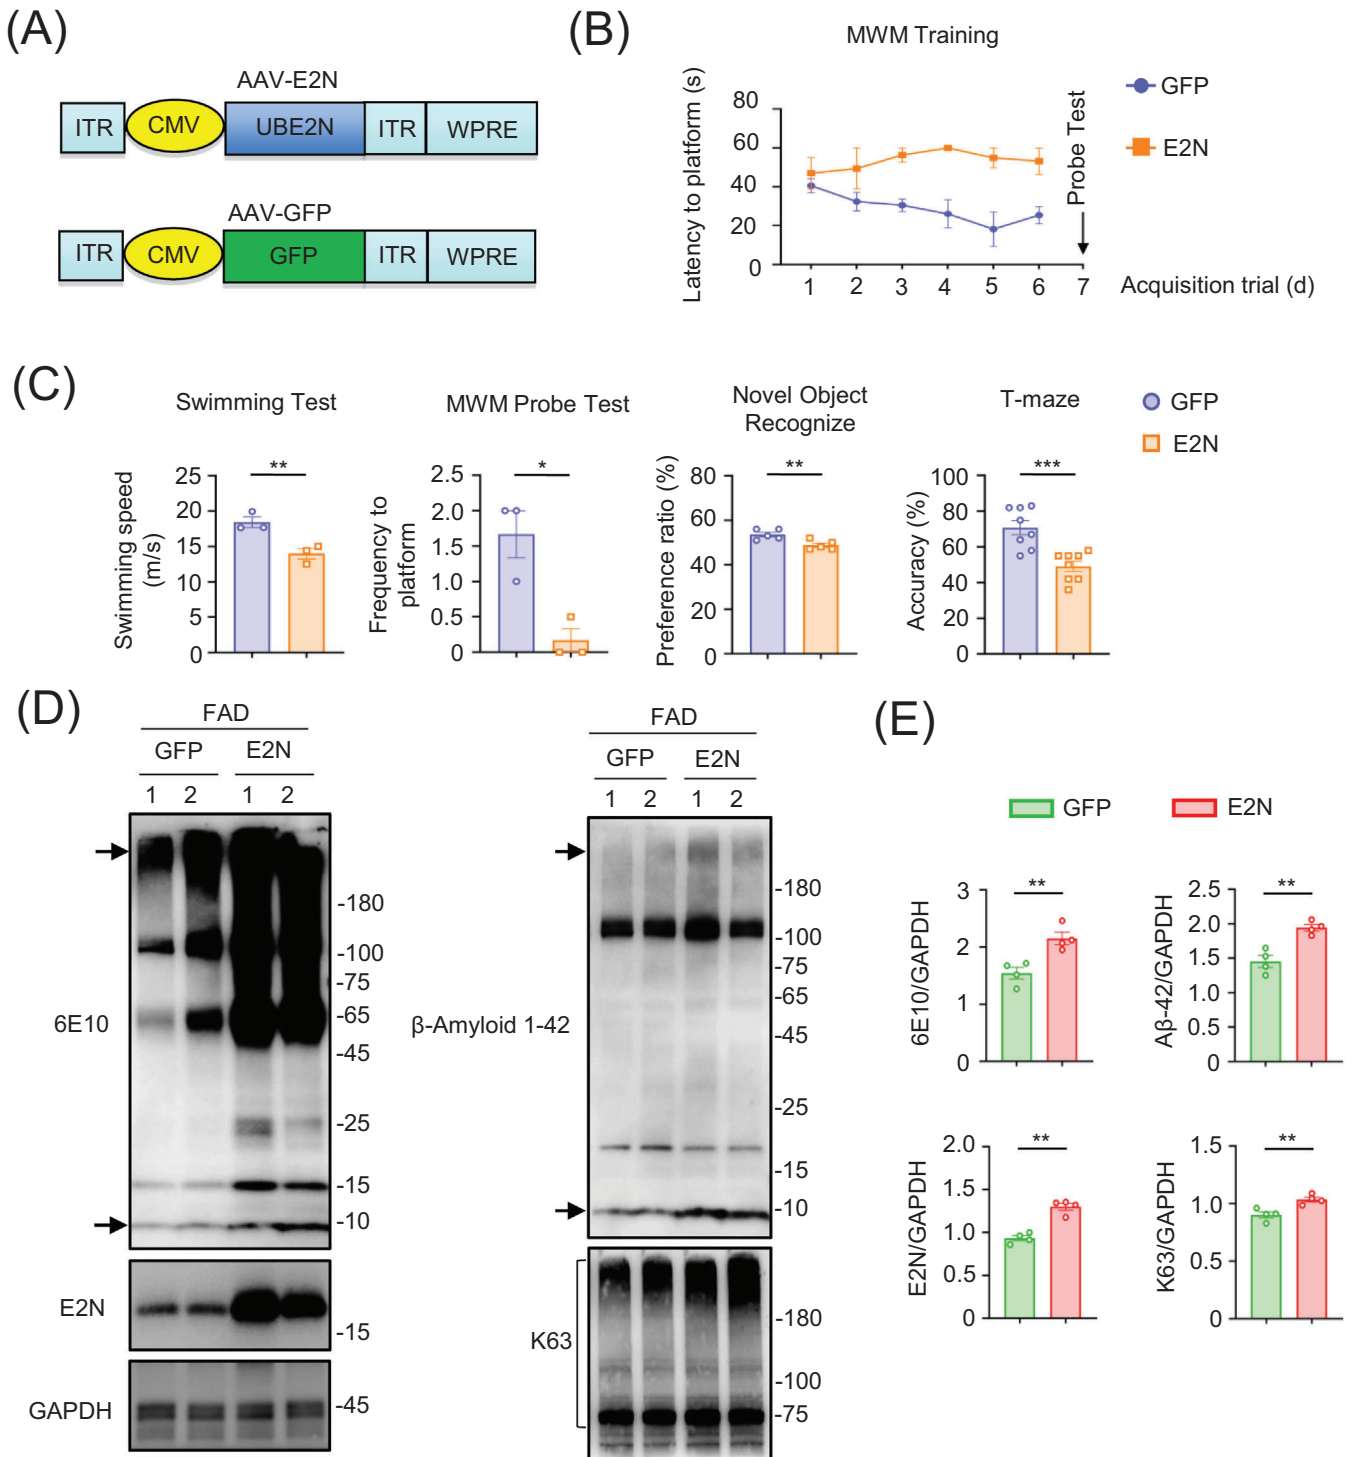 (A)
AAV-E2N
ITR CMV UBE2N ITR WPRE
AAV-GFP
ITR CMV GFP ITR WPRE
(B)
MWM Training
Latency to platform (s)
80
60
40
20
0
1 2 3 4 5 6 7
Acquisition trial (d)
Probe Test
GFP
E2N
(C)
Swimming Test
Swimming speed
(m/s)
25
20
15
10
5
0
**
MWM Probe Test
Frequency to
platform
2.5
2.0
1.5
1.0
0.5
0
*
Novel Object
Recognize
Preference ratio (%)
80
60
40
20
0
**
T-maze
Accuracy (%)
100
80
60
40
20
0
***
GFP
E2N
(D)
FAD
GFP E2N
1 2 1 2
6E10
-180
-100
-75
-65
-45
-25
-15
-10
E2N
-15
GAPDH
-45
FAD
GFP E2N
1 2 1 2
β-Amyloid 1-42
-180
-100
-75
-65
-45
-25
-15
-10
K63
-180
-100
-75
(E)
GFP
E2N
6E10/GAPDH
3
2
1
0
**
Aβ-42/GAPDH
2.5
2.0
1.5
1.0
0.5
0
**
E2N/GAPDH
2.0
1.5
1.0
0.5
0
**
K63/GAPDH
1.5
1.0
0.5
0
**